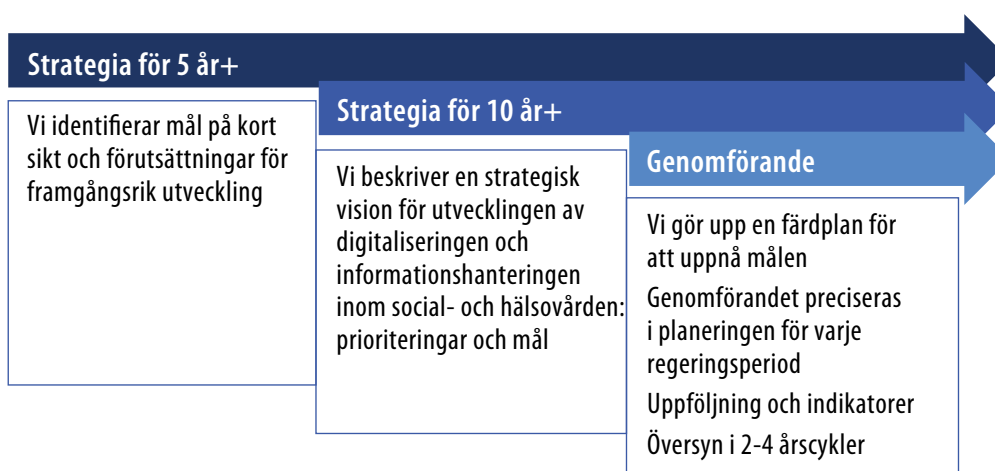 Strategia för 5 år+
Vi identifierar mål på kort
sikt och förutsättningar för
framgångsrik utveckling
Strategia för 10 år+
Vi beskriver en strategisk
vision för utvecklingen av
digitaliseringen och
informationshanteringen
inom social- och hälsovården:
prioriteringar och mål
Genomförande
Vi gör upp en färdplan för
att uppnå målen
Genomförandet preciseras
i planeringen för varje
regeringsperiod
Uppföljning och indikatorer
Översyn i 2-4 årscykler